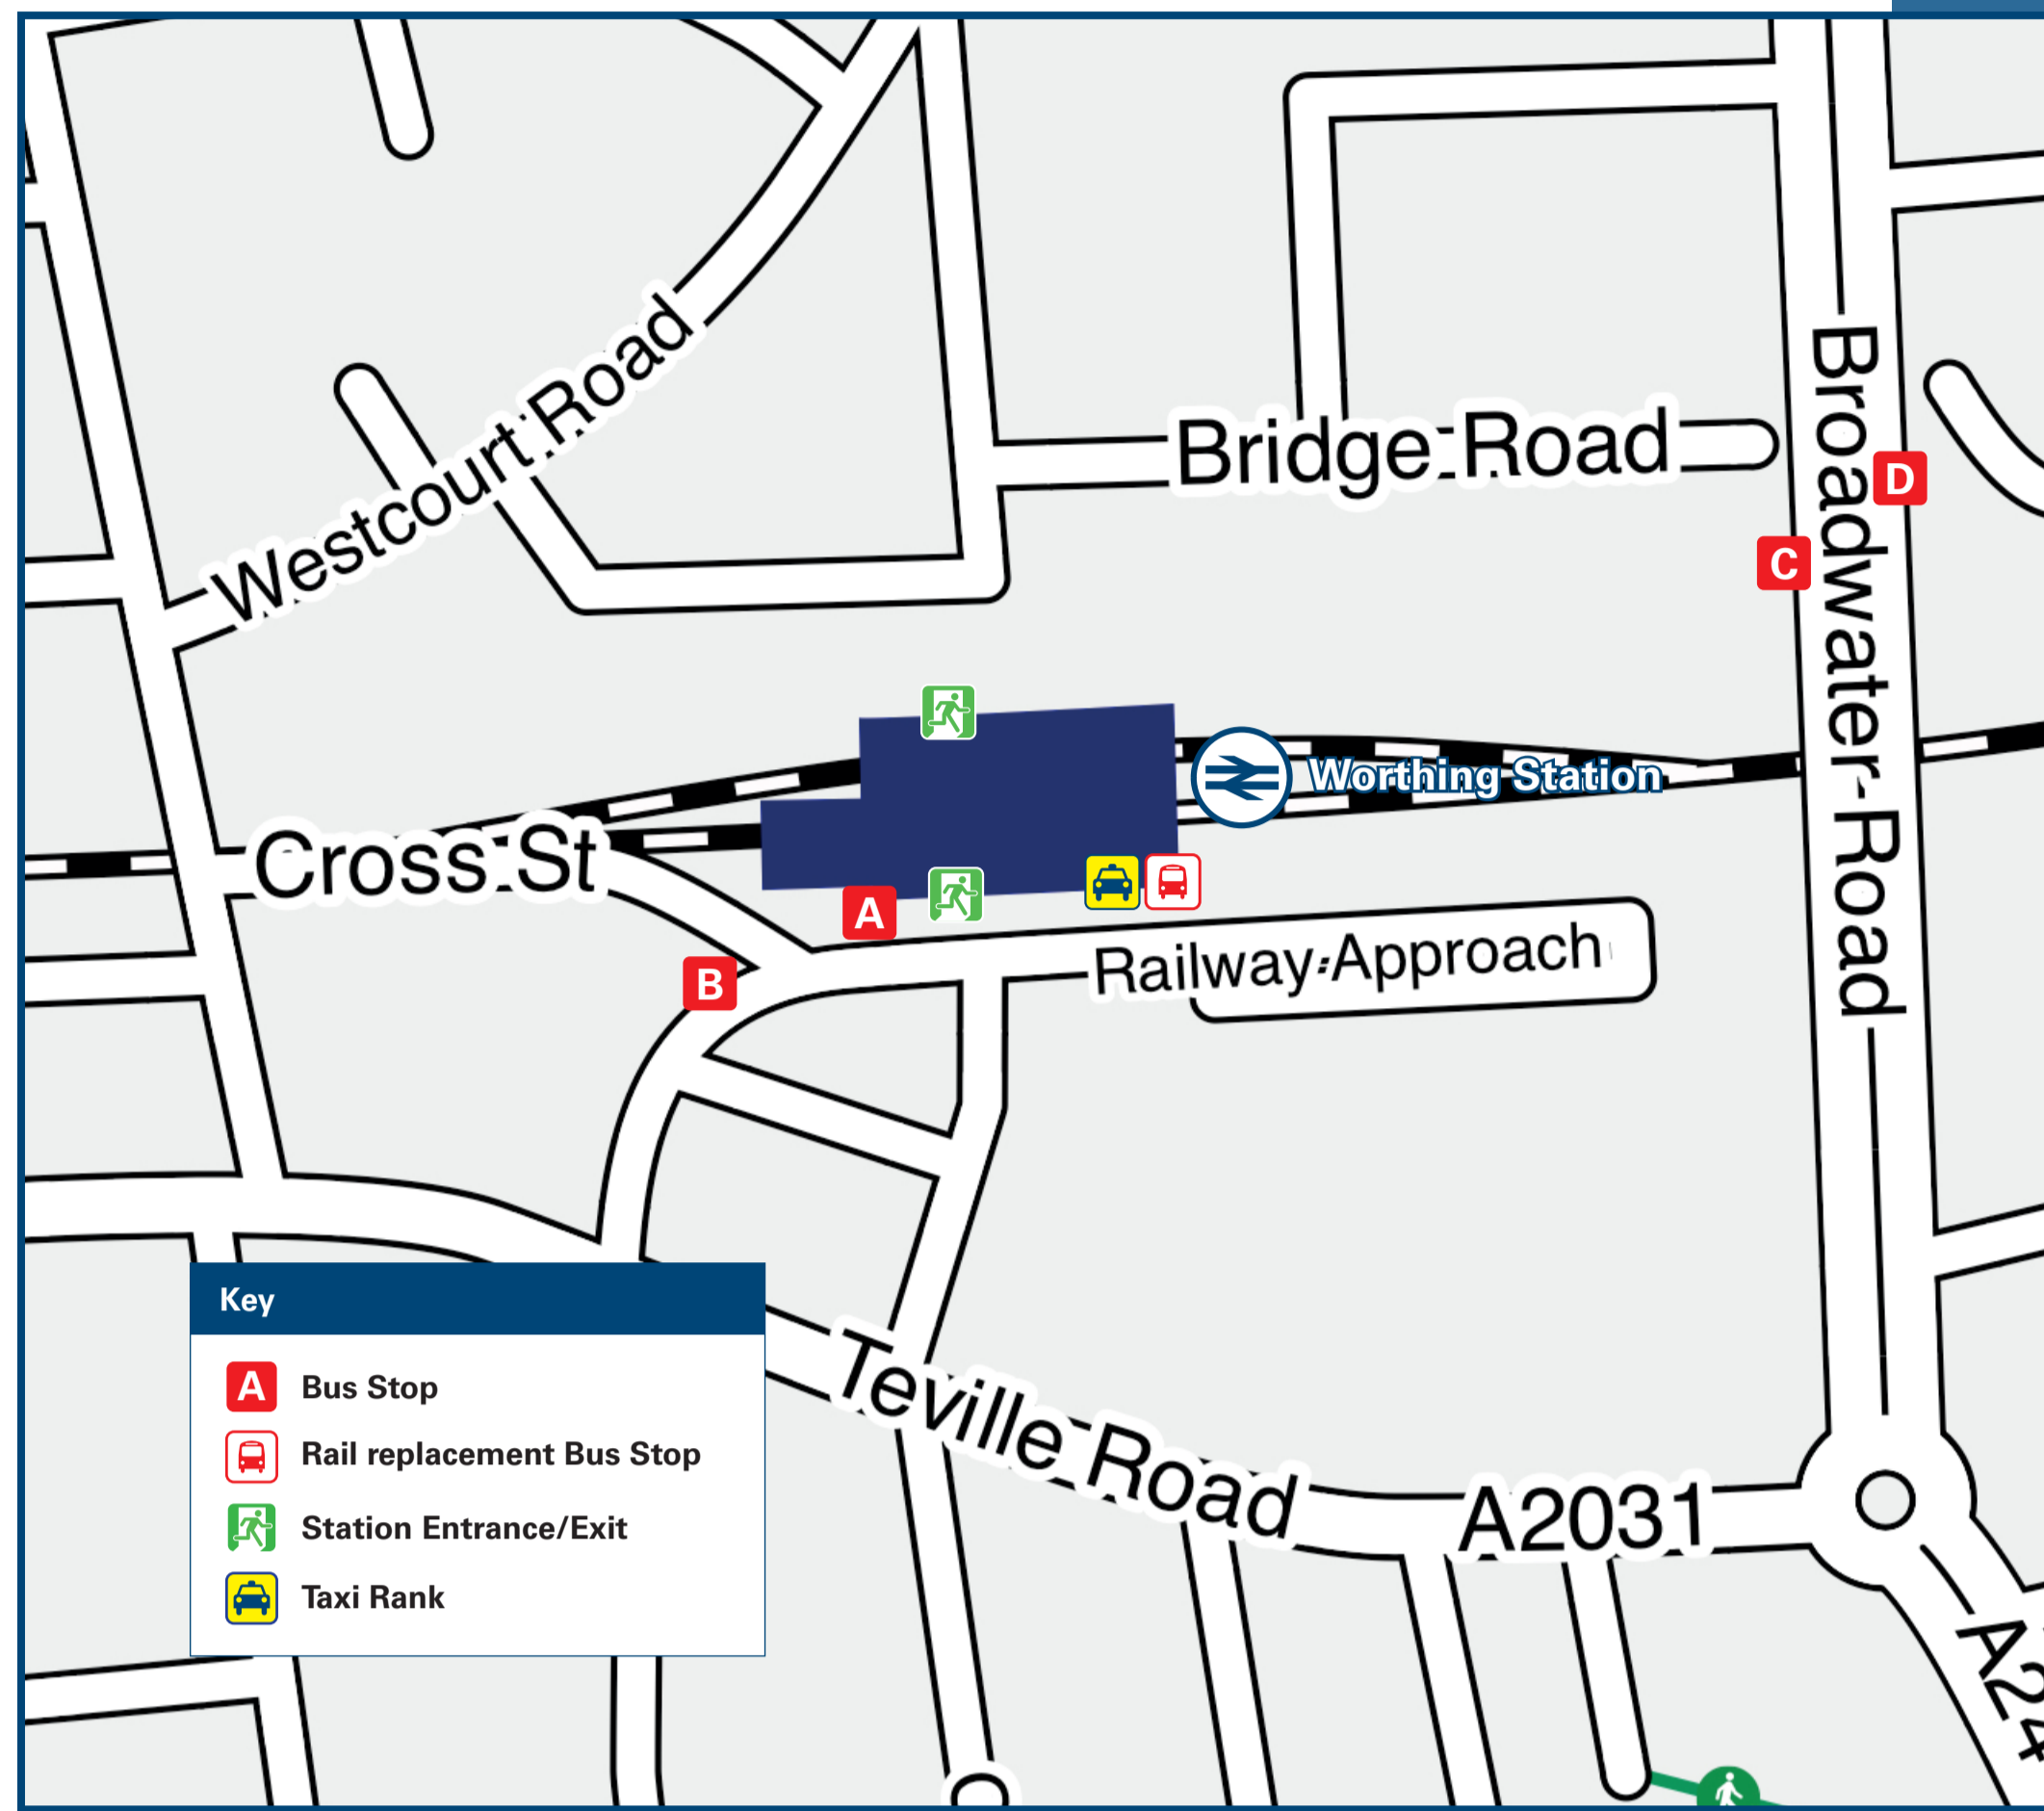 Westcourt Road
Bridge Road
Broadwater Road
D
C
Worthing Station
Cross St
A
B
Railway Approach
Key
A Bus Stop
Rail replacement Bus Stop
Station Entrance/Exit
Taxi Rank
Teville Road
A2031
A24